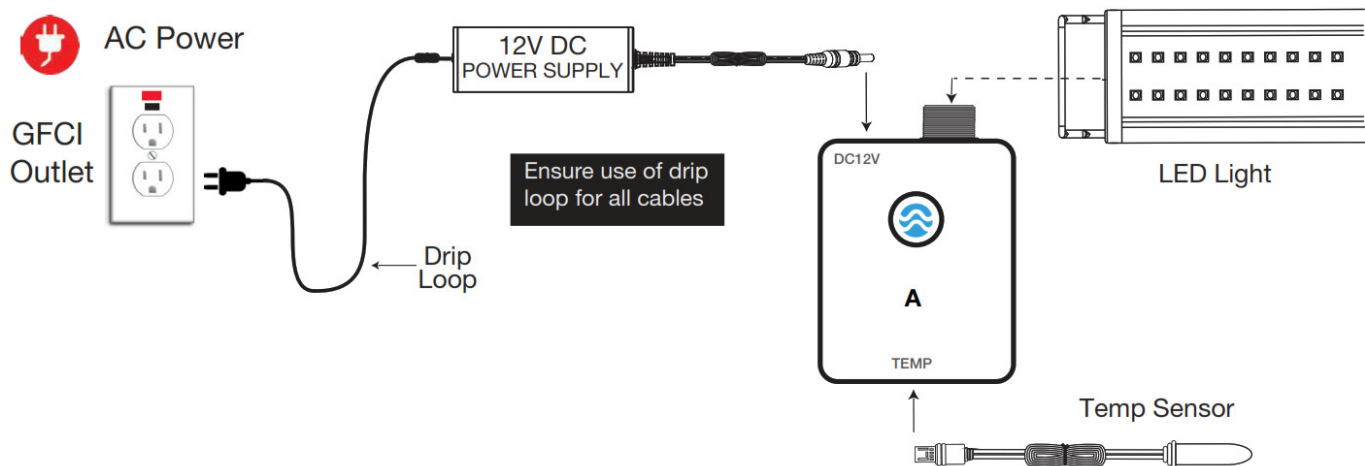 AC Power
GFCI
Outlet
12V DC
POWER SUPPLY
Ensure use of drip
loop for all cables
Drip
Loop
DC12V
A
TEMP
LED Light
Temp Sensor